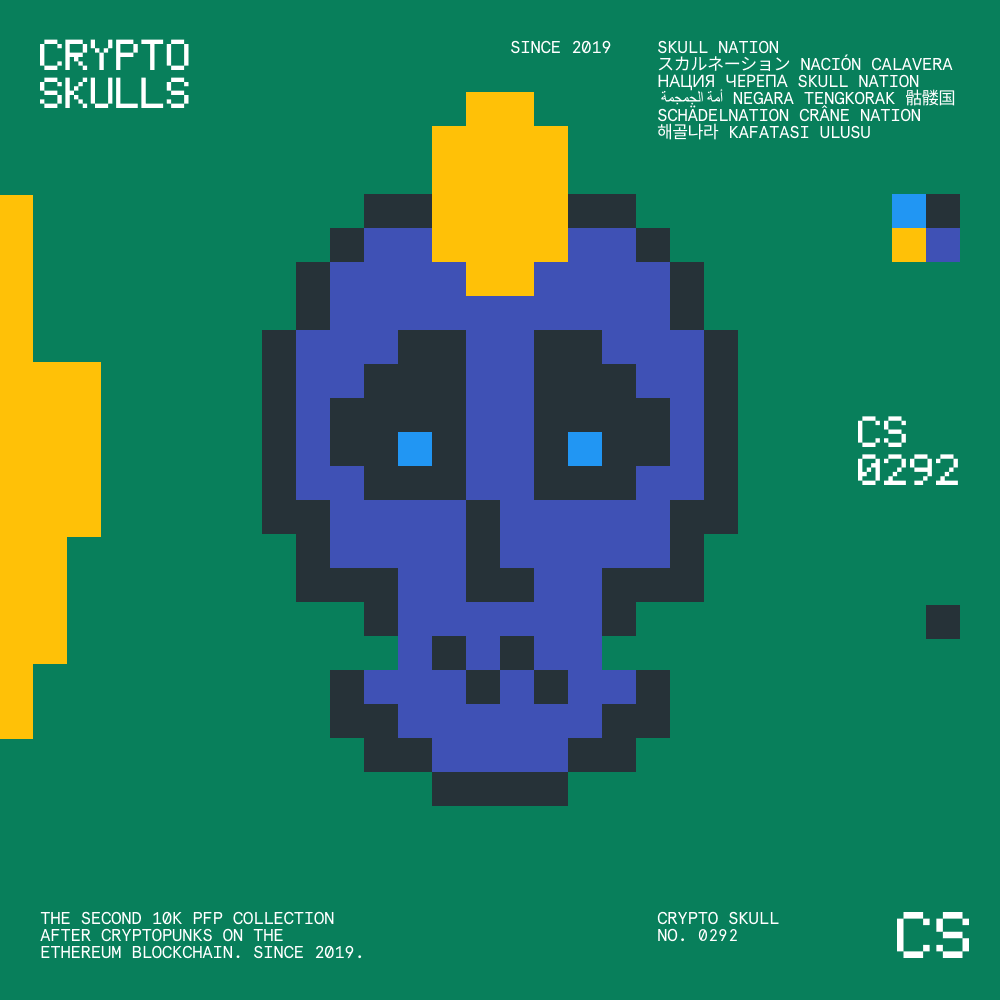 CRYPTO
SKULLS
SINCE 2019
SKULL NATION
スカルネーション NACIÓN CALAVERA
НАЦИЯ ЧЕРЕПА SKULL NATION
أمة الجمجمة NEGARA TENGKORAK 骷髅国
SCHÄDELNATION CRÂNE NATION
해골나라 KAFATASI ULUSU
CS
0292
THE SECOND 10K PFP COLLECTION
AFTER CRYPTOPUNKS ON THE
ETHEREUM BLOCKCHAIN. SINCE 2019.
CRYPTO SKULL
NO. 0292
CS